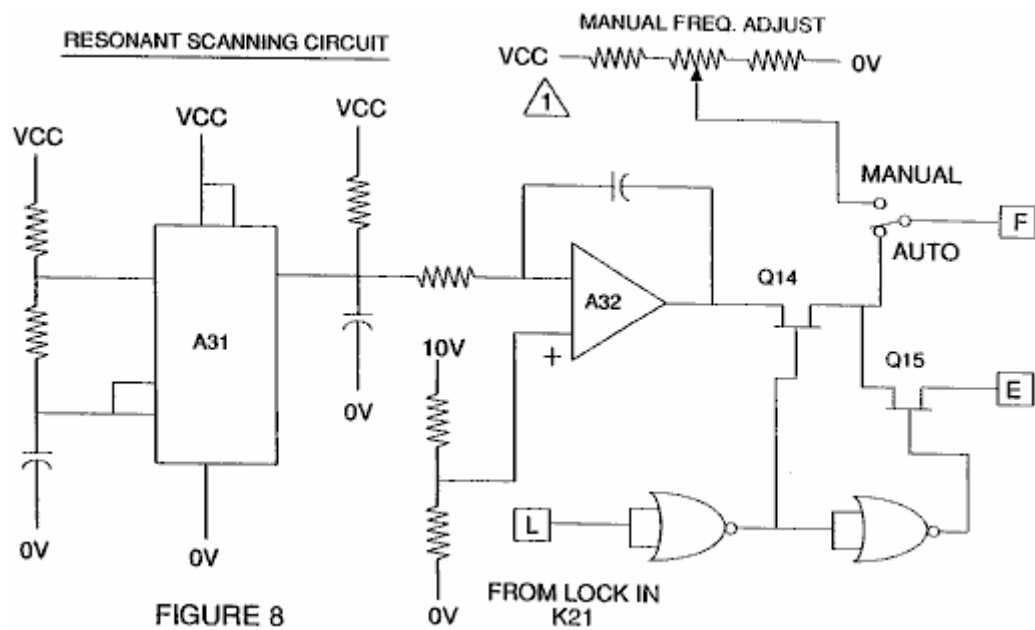 RESONANT SCANNING CIRCUIT
MANUAL FREQ. ADJUST
VCC
0V
1
VCC
VCC
VCC
MANUAL
F
AUTO
A31
A32
+
Q14
Q15
E
10V
0V
0V
0V
L
0V
FROM LOCK IN
K21
FIGURE 8